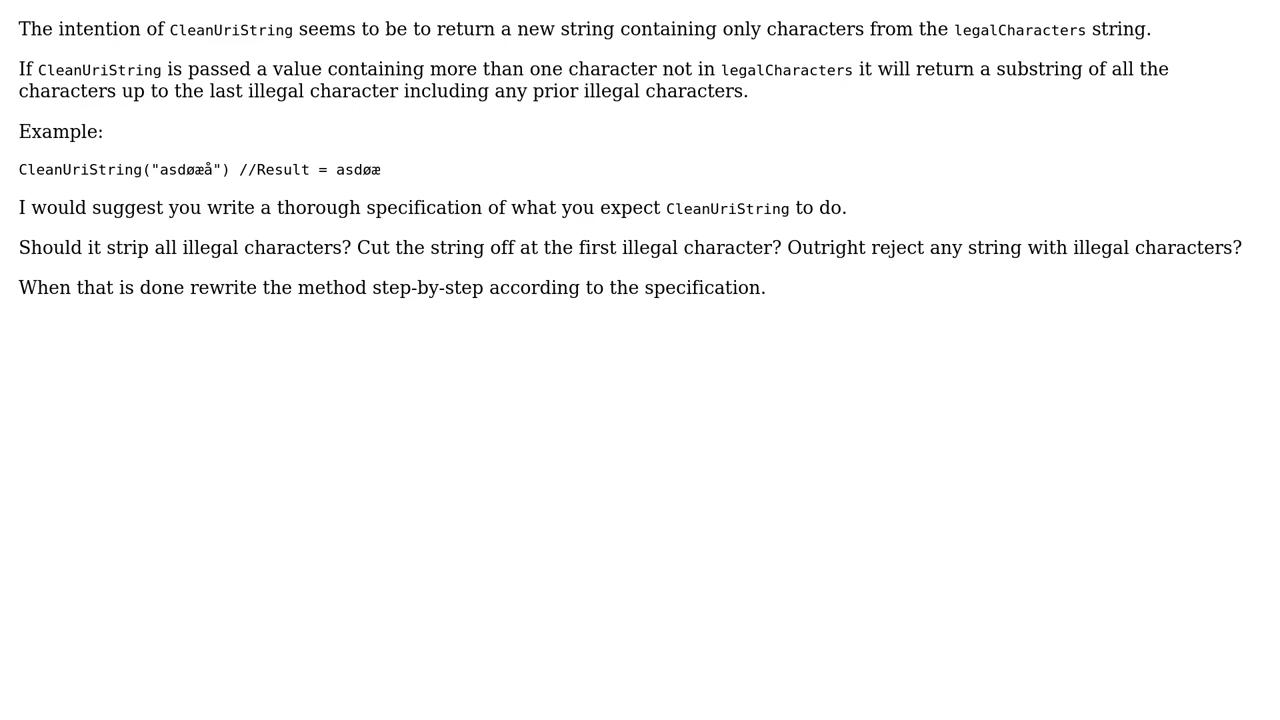 The intention of CleanUriString seems to be to return a new string containing only characters from the legalCharacters string.
If CleanUriString is passed a value containing more than one character not in legalCharacters it will return a substring of all the
characters up to the last illegal character including any prior illegal characters.
Example:
CleanUriString("asdøæå") //Result = asdøæ
I would suggest you write a thorough specification of what you expect CleanUriString to do.
Should it strip all illegal characters? Cut the string off at the first illegal character? Outright reject any string with illegal characters?
When that is done rewrite the method step-by-step according to the specification.